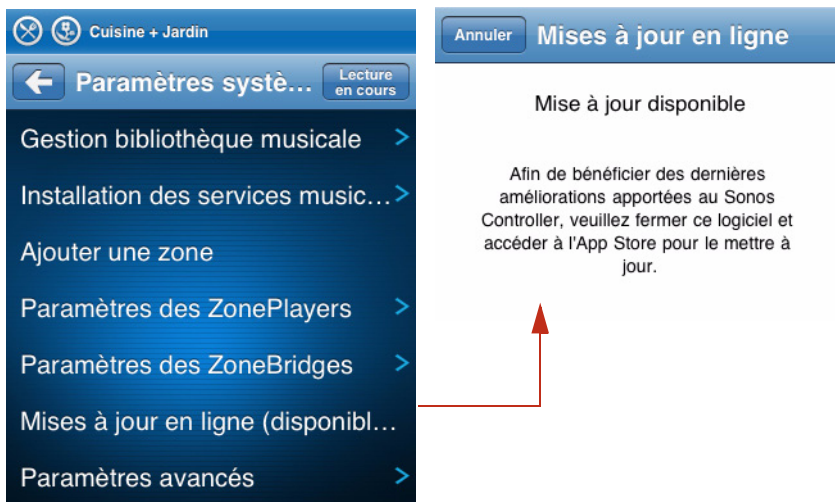 Cuisine + Jardin
Paramètres systè...
Lecture
en cours
Gestion bibliothèque musicale
Installation des services music...
Ajouter une zone
Paramètres des ZonePlayers
Paramètres des ZoneBridges
Mises à jour en ligne (disponibl...
Paramètres avancés
Annuler
Mises à jour en ligne
Mise à jour disponible
Afin de bénéficier des dernières
améliorations apportées au Sonos
Controller, veuillez fermer ce logiciel et
accéder à l'App Store pour le mettre à
jour.